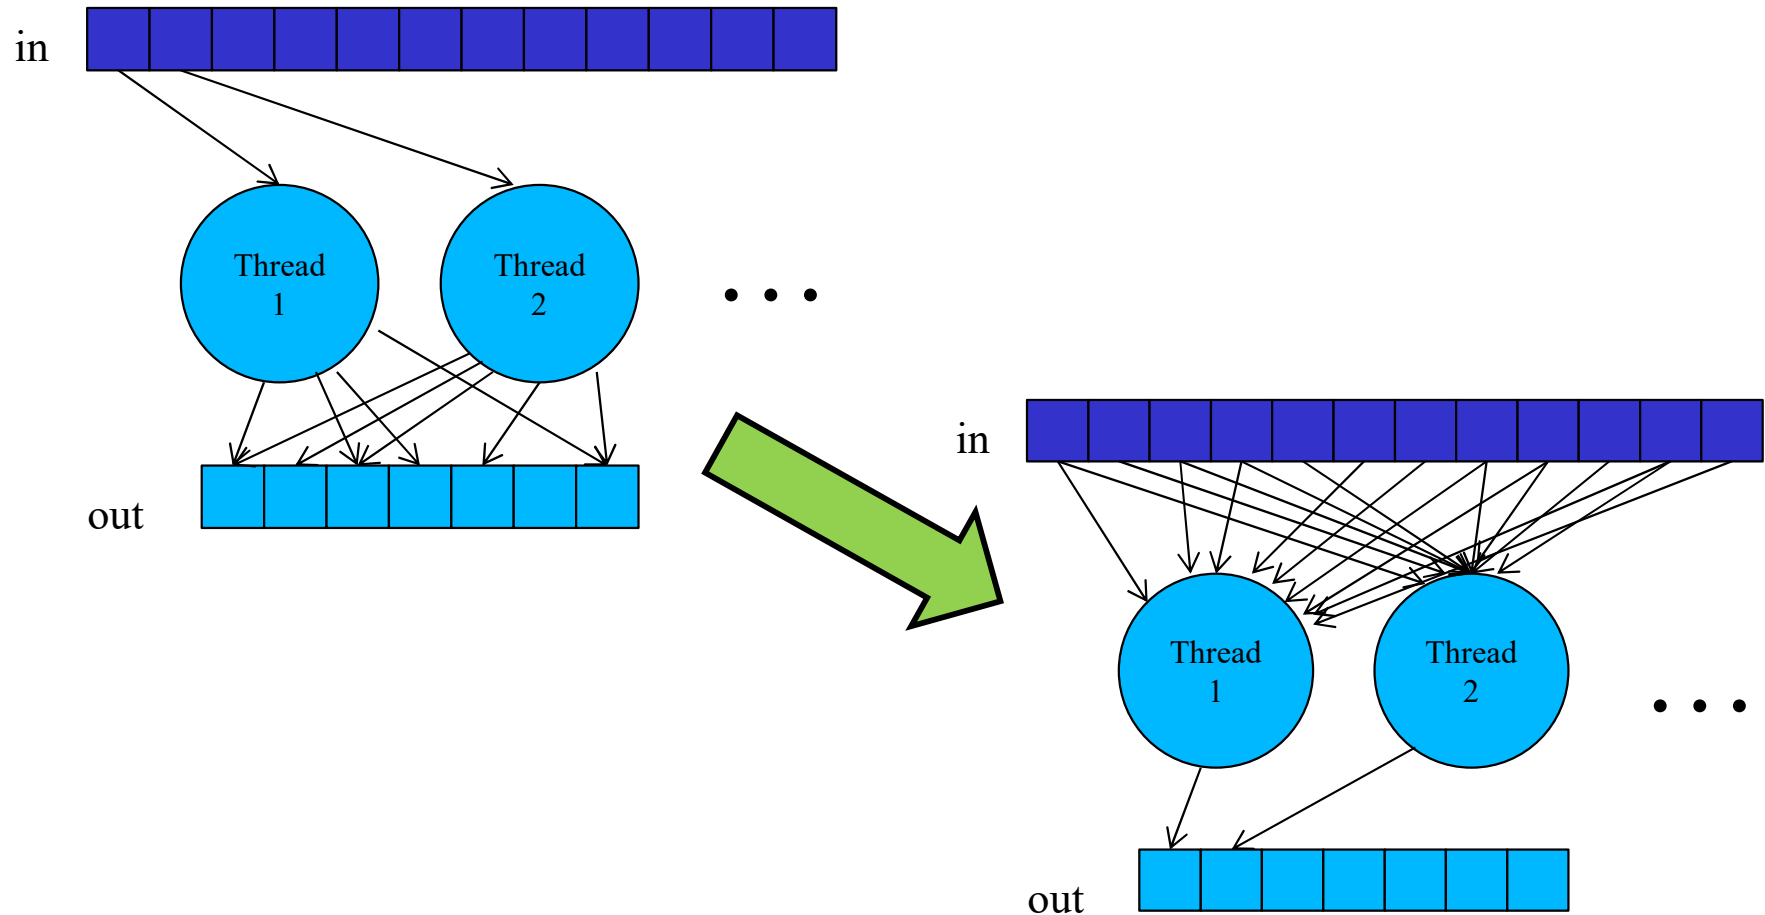 in
Thread
1
Thread
2
. . .
out
in
Thread
1
Thread
2
. . .
out